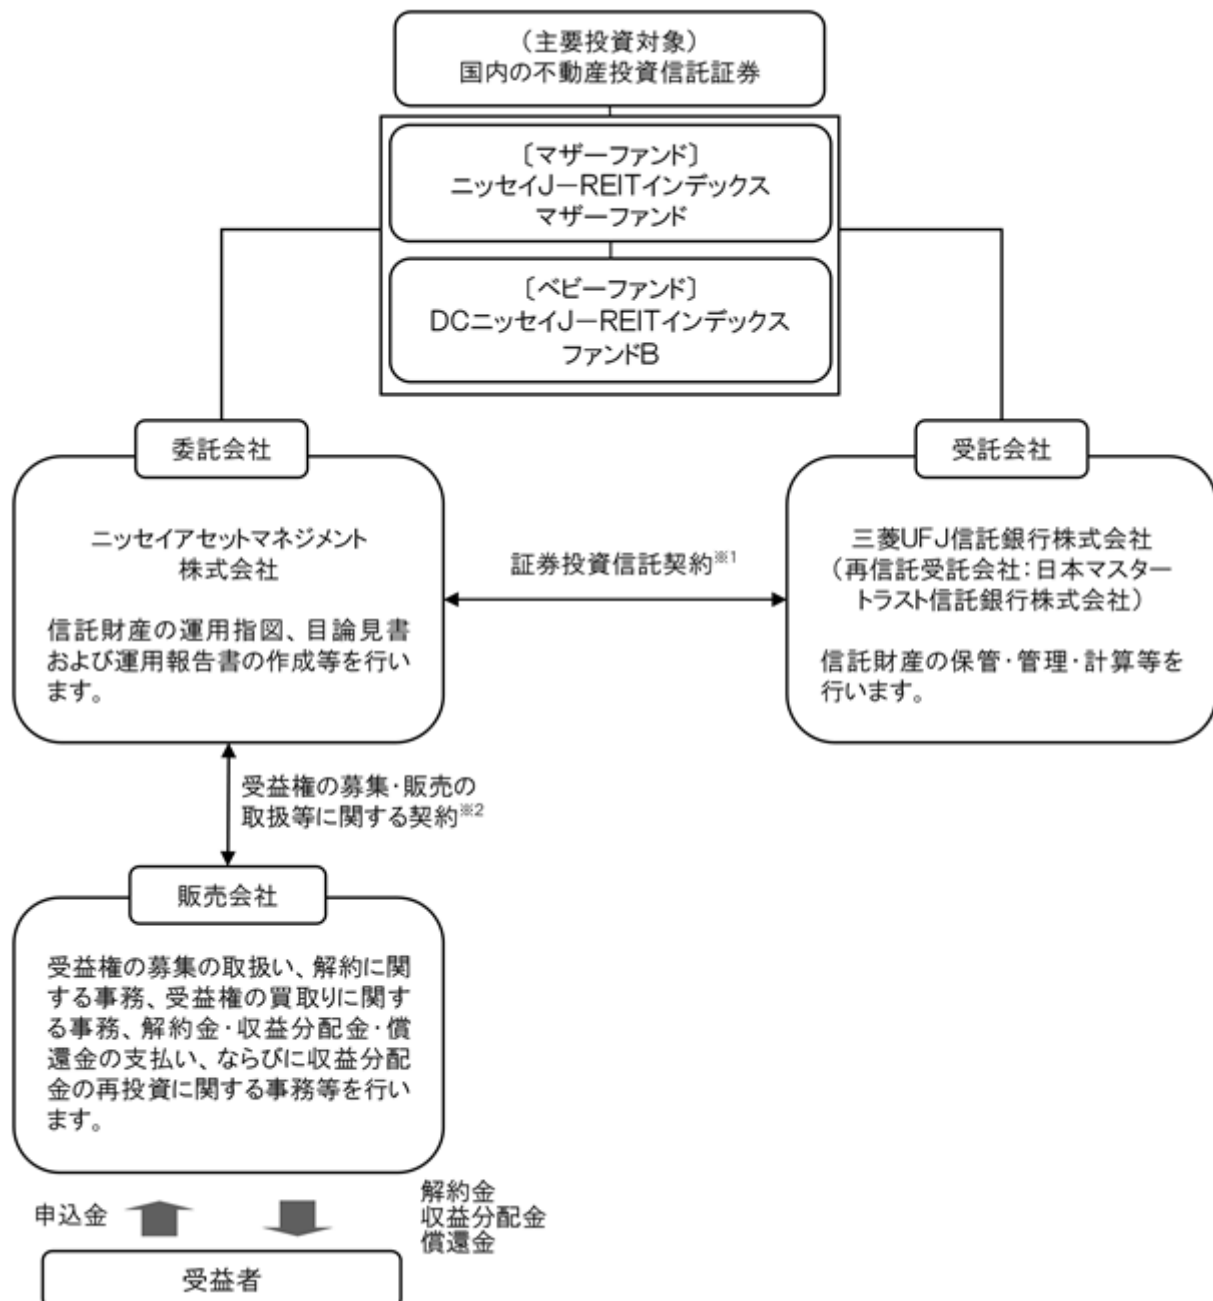 （主要投資対象）
国内の不動産投資信託証券
〔マザーファンド〕
ニッセイJ－REITインデックス
マザーファンド
〔ベビーファンド〕
DCニッセイJ－REITインデックス
ファンドB
委託会社
ニッセイアセットマネジメント
株式会社
信託財産の運用指図、目論見書
および運用報告書の作成等を行い
ます。
証券投資信託契約※1
受託会社
三菱UFJ信託銀行株式会社
（再信託受託会社：日本マスター
トラスト信託銀行株式会社）
信託財産の保管・管理・計算等を
行います。
受益権の募集・販売の
取扱等に関する契約※2
販売会社
受益権の募集の取扱い、解約に関
する事務、受益権の買取りに関す
る事務、解約金・収益分配金・償
還金の支払い、ならびに収益分配
金の再投資に関する事務等を行い
ます。
申込金
解約金
収益分配金
償還金
受益者